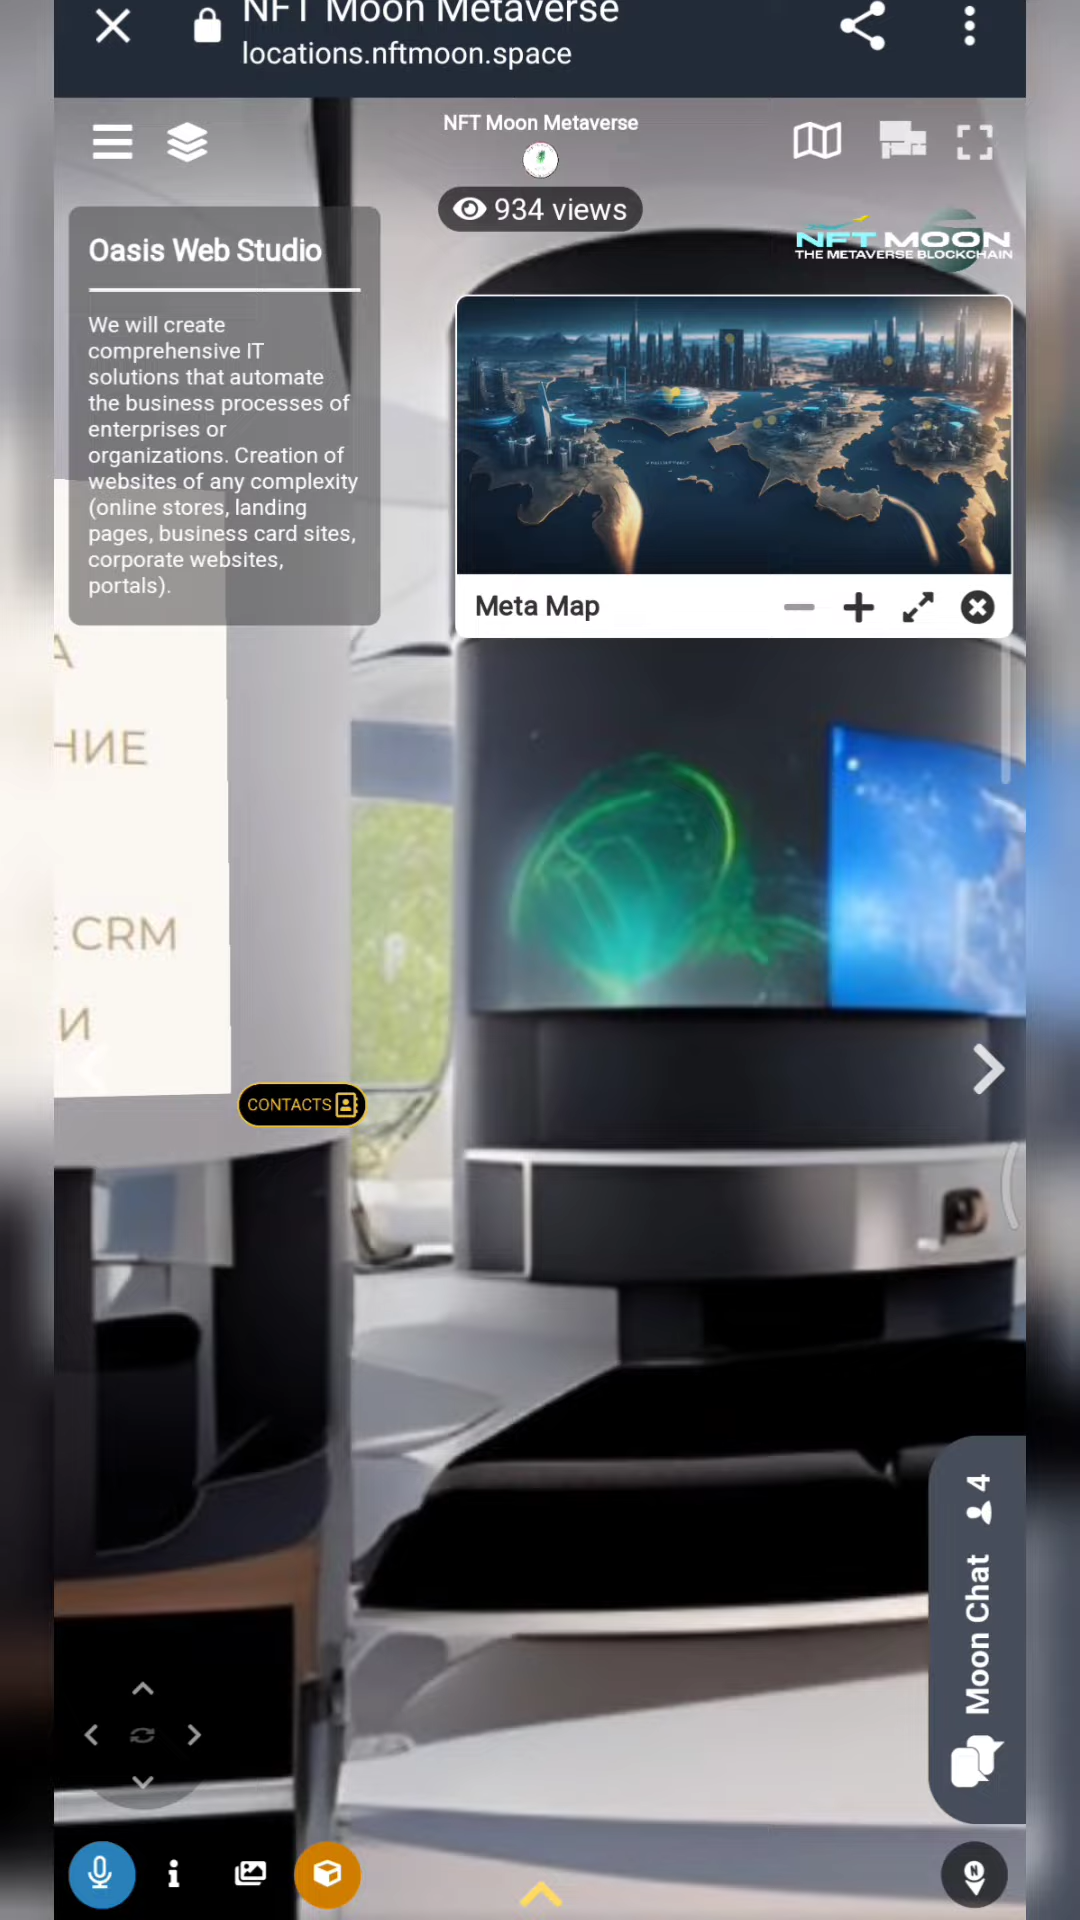 NFT Moon Metaverse
locations.nftmoon.space
NFT Moon Metaverse
934 views
NFT MOON
THE METAVERSE BLOCKCHAIN
Oasis Web Studio
We will create
comprehensive IT
solutions that automate
the business processes of
enterprises or
organizations. Creation of
websites of any complexity
(online stores, landing
pages, business card sites,
corporate websites,
portals).
Meta Map
А
НИЕ
Е CRM
И
CONTACTS
Moon Chat 4
N